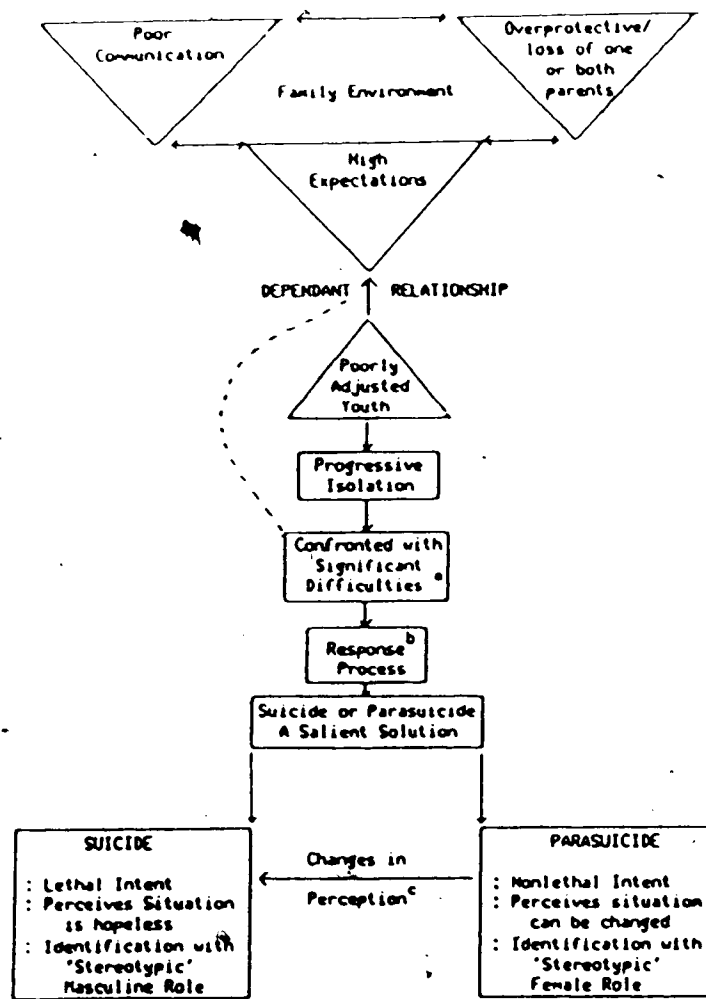 Poor
Communication
Overprotective/
loss of one
or both
parents
Family Environment
High
Expectations
DEPENDANT RELATIONSHIP
Poorly
Adjusted
Youth
Progressive
Isolation
Confronted with
Significant
Difficulties a
Response b
Process
Suicide or Parasuicide
A Salient Solution
SUICIDE
: Lethal Intent
: Perceives Situation
is hopeless
: Identification with
'Stereotypic'
Masculine Role
Changes in
Perception c
PARASUICIDE
: Nonlethal Intent
: Perceives situation
can be changed
: Identification with
'Stereotypic'
Female Role